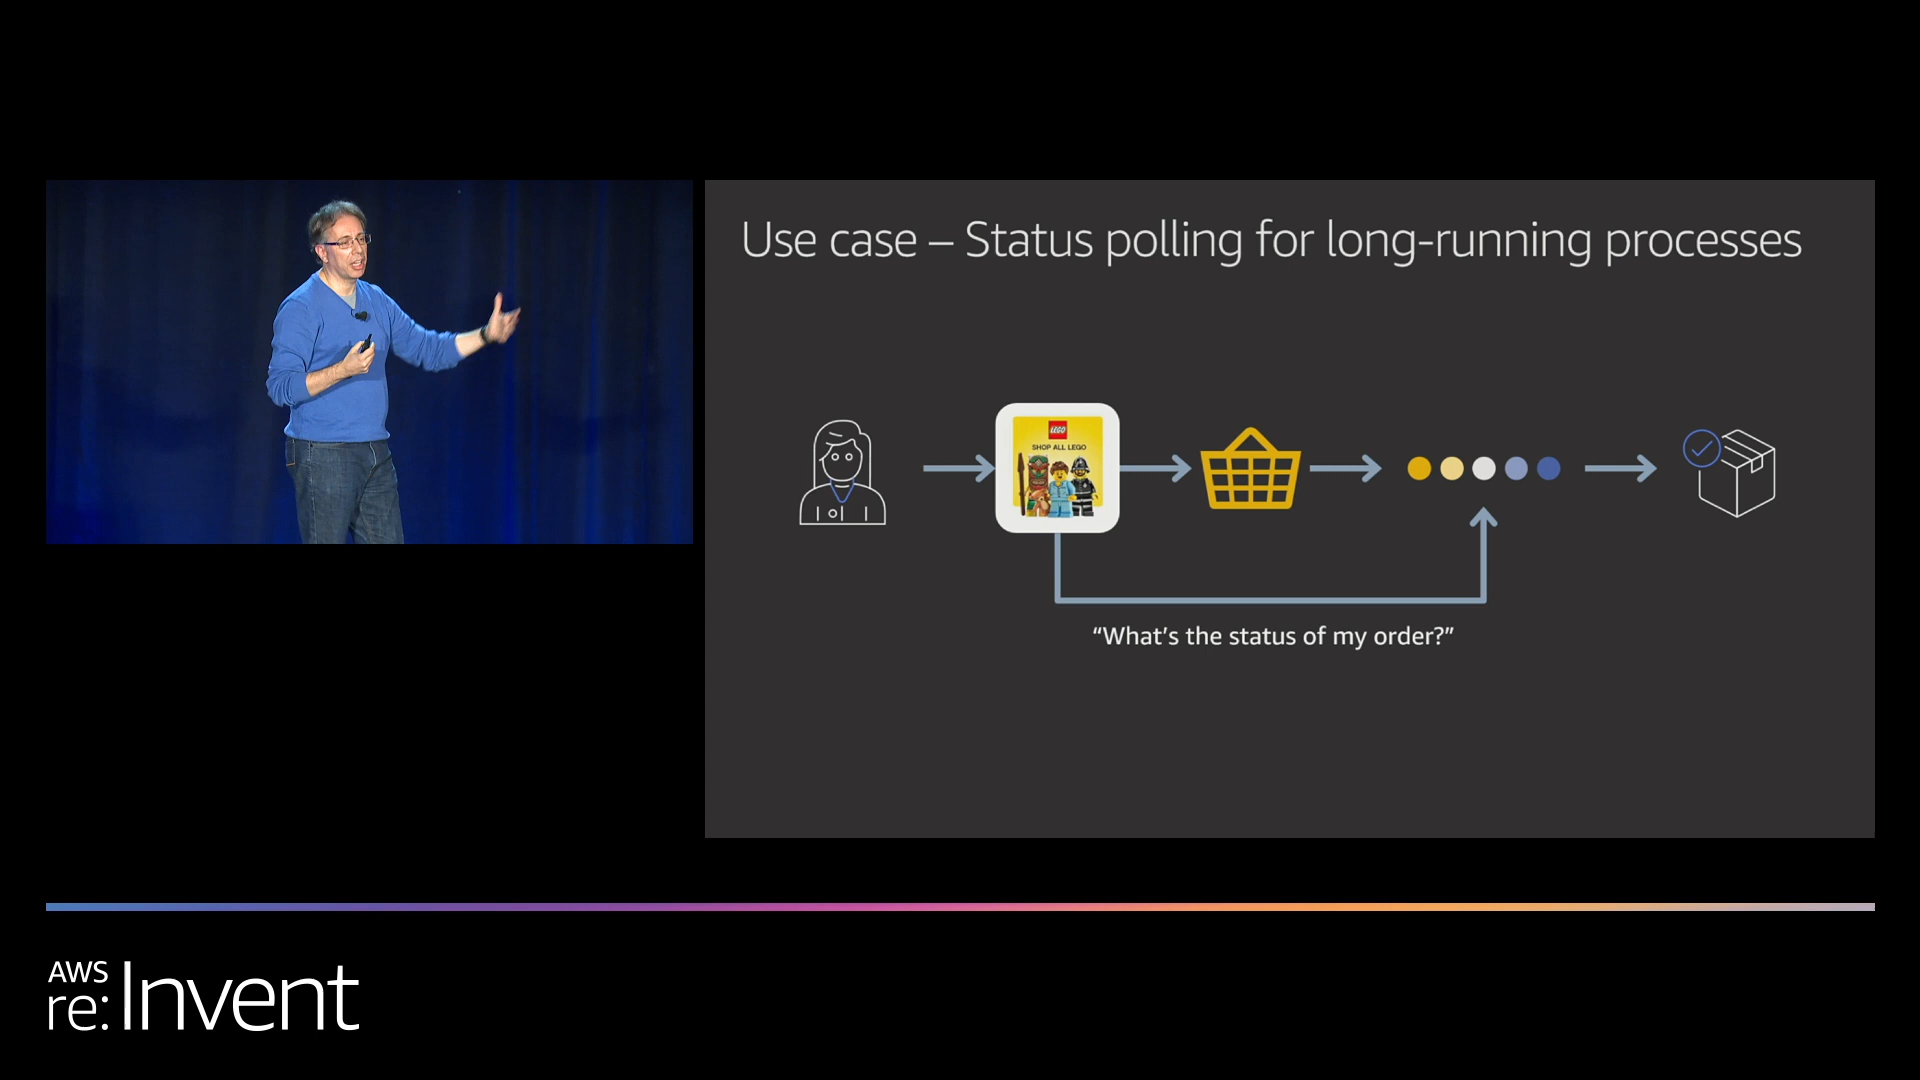 Use case – Status polling for long-running processes
LEGO
SHOP ALL LEGO
“What’s the status of my order?”
AWS
re:Invent